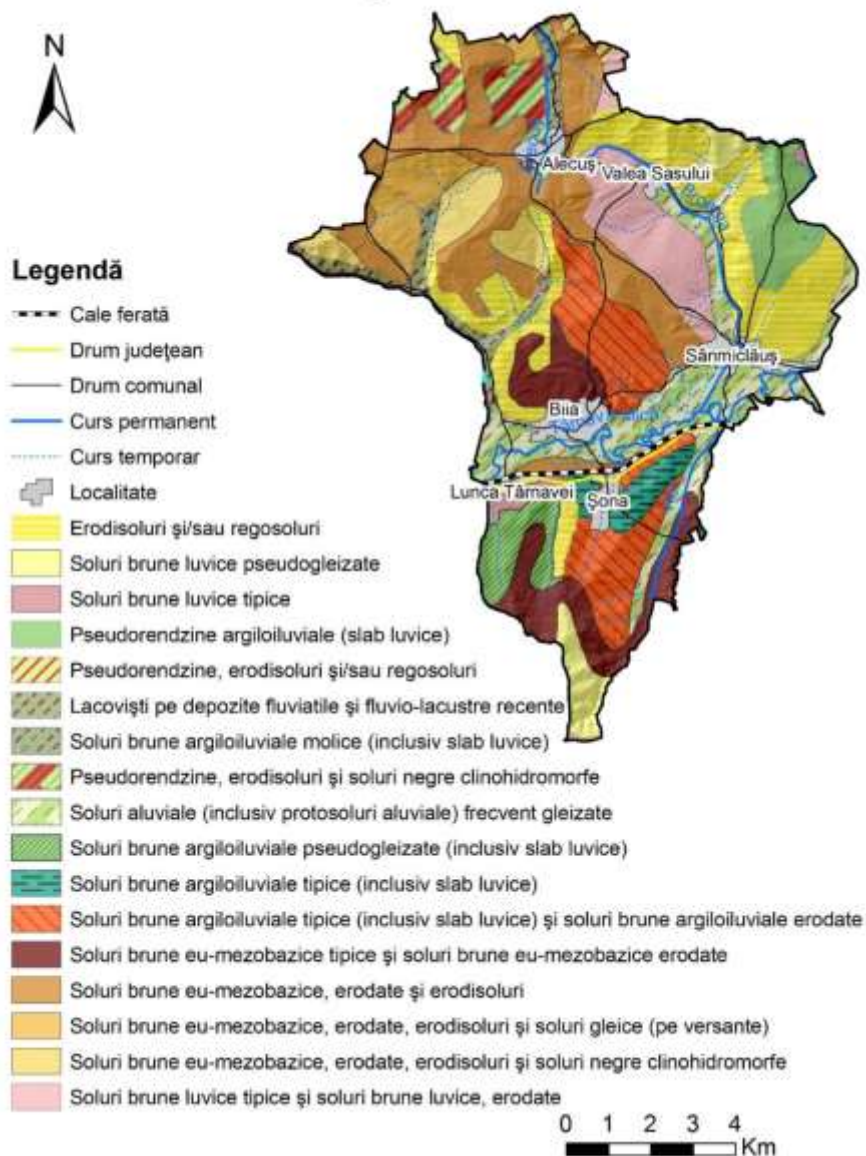 N
Alecuş
Valea Sasului
Sânmiclăuş
Biia
Lunca Târnavei
Şona
Legendă
Cale ferată
Drum judeţean
Drum comunal
Curs permanent
Curs temporar
Localitate
Erodisoluri şi/sau regosoluri
Soluri brune luvice pseudogleizate
Soluri brune luvice tipice
Pseudorendzine argiloiluviale (slab luvice)
Pseudorendzine, erodisoluri şi/sau regosoluri
Lacovişti pe depozite fluviatile şi fluvio-lacustre recente
Soluri brune argiloiluviale molice (inclusiv slab luvice)
Pseudorendzine, erodisoluri şi soluri negre clinohidromorfe
Soluri aluviale (inclusiv protosoluri aluviale) frecvent gleizate
Soluri brune argiloiluviale pseudogleizate (inclusiv slab luvice)
Soluri brune argiloiluviale tipice (inclusiv slab luvice)
Soluri brune argiloiluviale tipice (inclusiv slab luvice) şi soluri brune argiloiluviale erodate
Soluri brune eu-mezobazice tipice şi soluri brune eu-mezobazice erodate
Soluri brune eu-mezobazice, erodate şi erodisoluri
Soluri brune eu-mezobazice, erodate, erodisoluri şi soluri gleice (pe versante)
Soluri brune eu-mezobazice, erodate, erodisoluri şi soluri negre clinohidromorfe
Soluri brune luvice tipice şi soluri brune luvice, erodate
0 1 2 3 4
Km